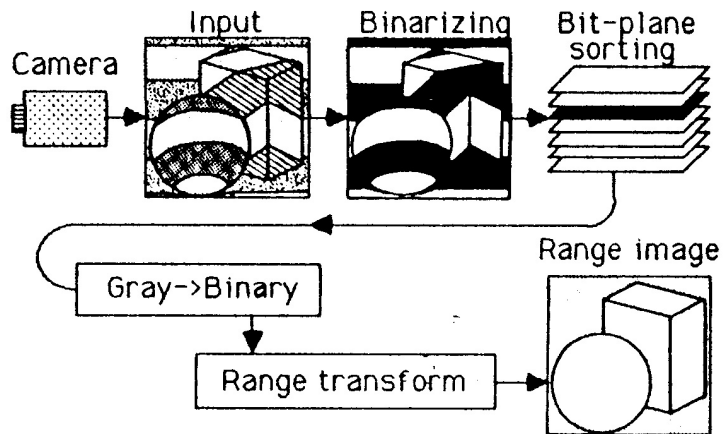 Input
Binarizing
Bit-plane
sorting
Camera
Gray->Binary
Range image
Range transform